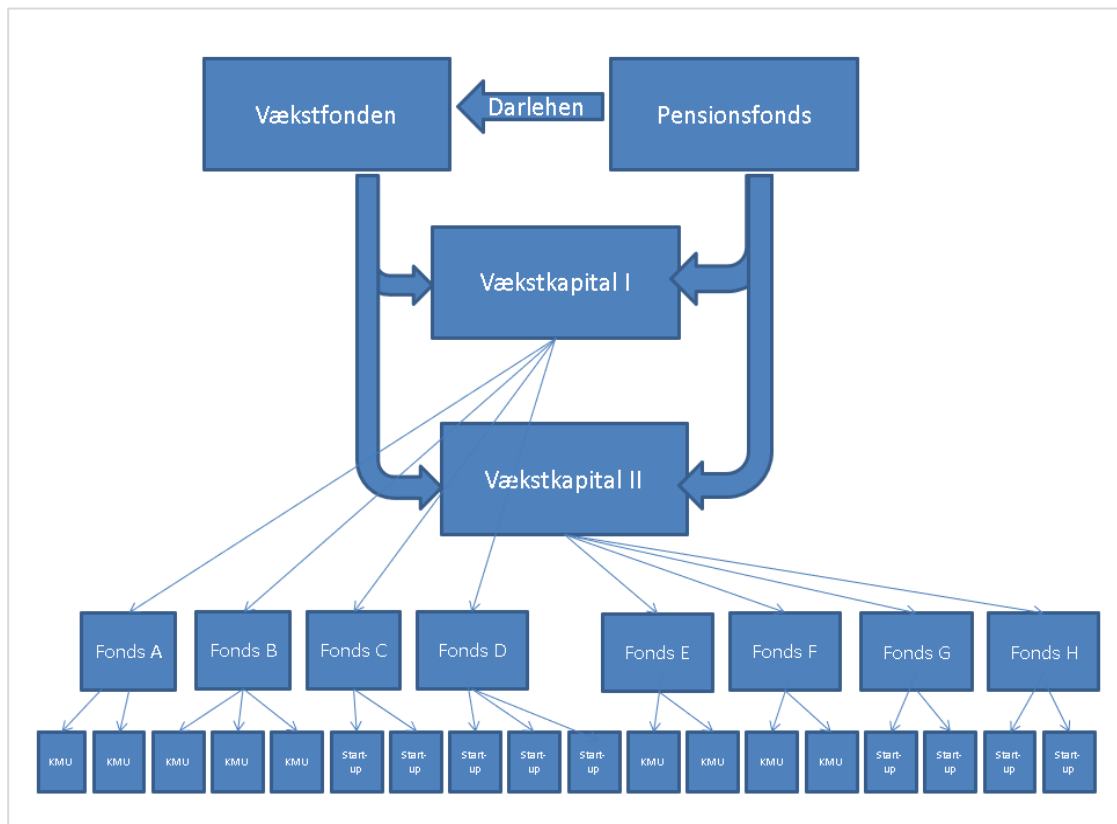 Vækstfonden
Darlehen
Pensionsfonds
Vækstkapital I
Vækstkapital II
Fonds A
Fonds B
Fonds C
Fonds D
Fonds E
Fonds F
Fonds G
Fonds H
KMU
KMU
KMU
KMU
KMU
Start-
up
Start-
up
Start-
up
Start-
up
Start-
up
KMU
KMU
KMU
KMU
Start-
up
Start-
up
Start-
up
Start-
up